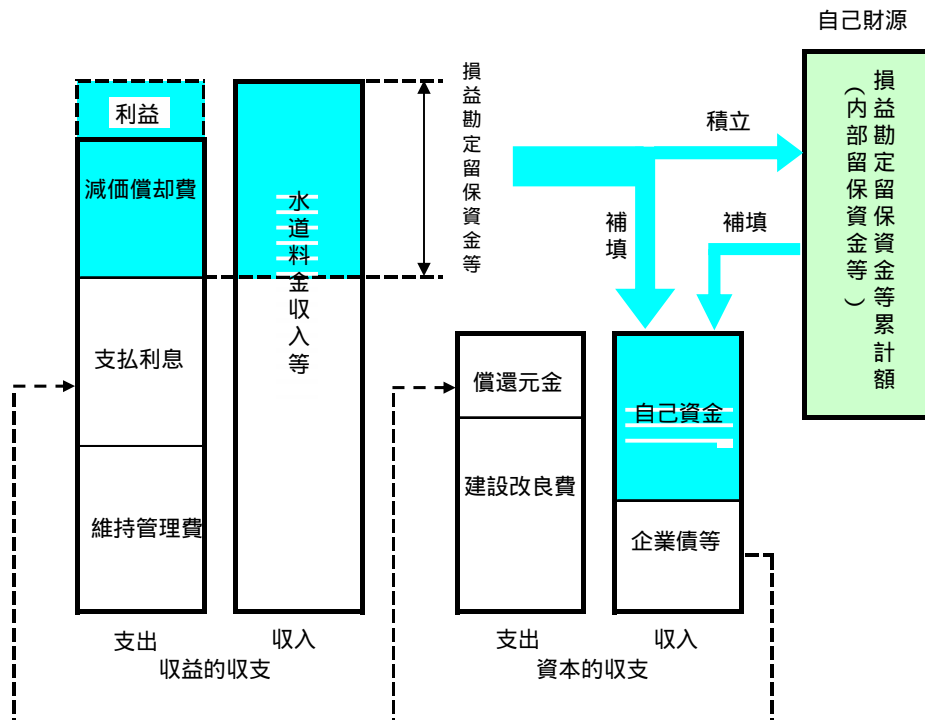 自己財源
損益勘定留保資金等累計額
（内部留保資金等）
損益勘定留保資金等
積立
補填
補填
利益
減価償却費
支払利息
維持管理費
水道料金収入等
償還元金
建設改良費
自己資金
企業債等
支出
収入
収益的収支
支出
収入
資本的収支